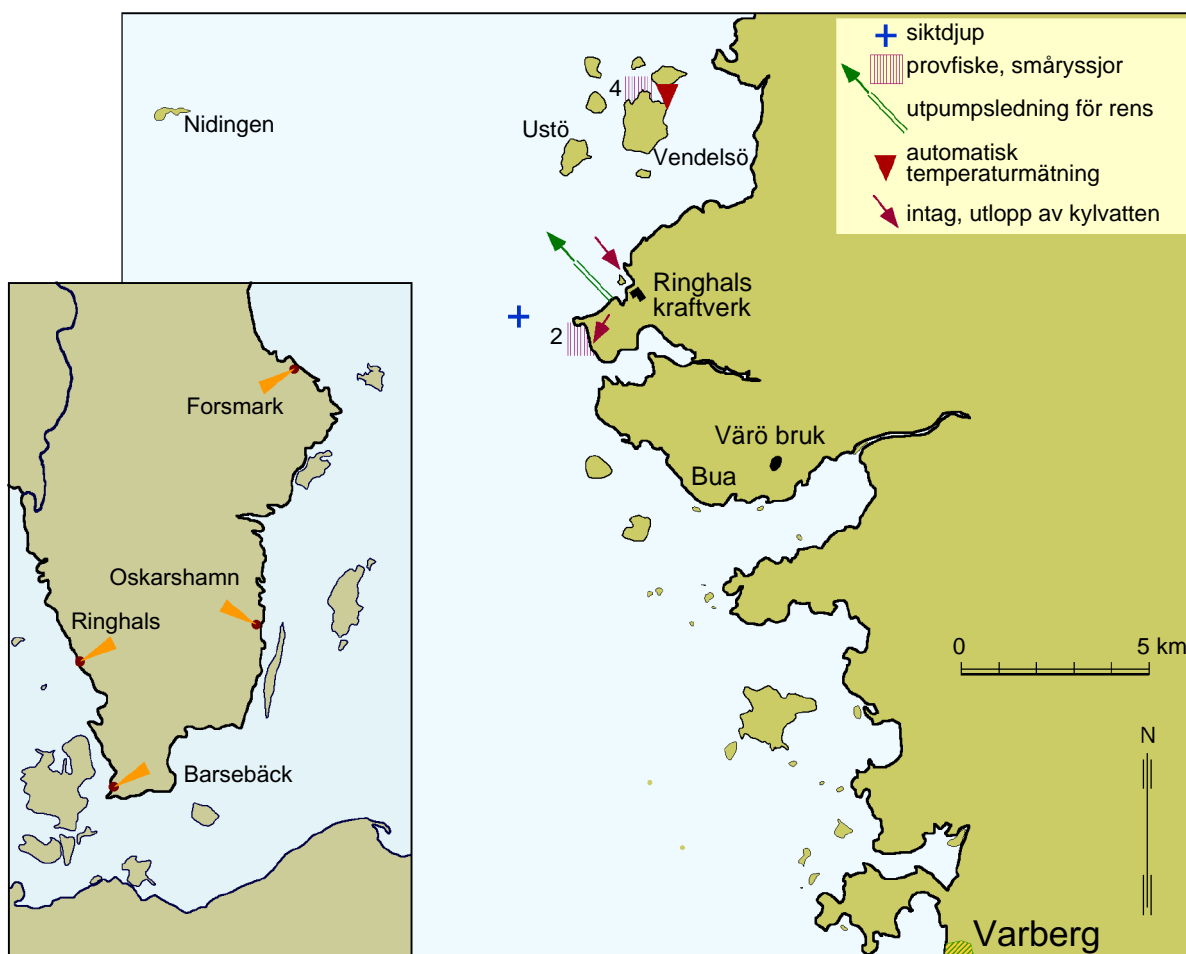 siktdjup
provfiske, småryssjor
utpumpsledning för rens
automatisk
temperaturmätning
intag, utlopp av kylvatten
4
Nidingen
Ustö
Vendelsö
Ringhals
kraftverk
2
Värö bruk
Bua
0 5 km
N
Varberg
Forsmark
Oskarshamn
Ringhals
Barsebäck